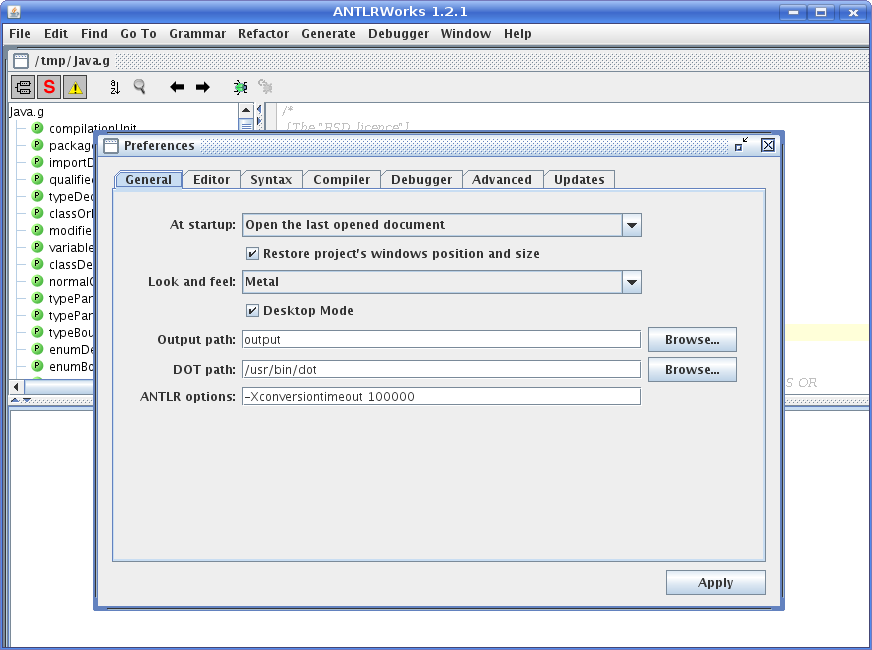 ANTLRWorks 1.2.1
File Edit Find Go To Grammar Refactor Generate Debugger Window Help
/tmp/Java.g
S
Java.g
/*
compilationUnit
[The "BSD licence"]
Preferences
packag
importD
qualifie
typeDec
classOrI
modifie
variable
classDe
normalC
typePar
typePar
typeBou
enumDe
enumBo
General Editor Syntax Compiler Debugger Advanced Updates
At startup: Open the last opened document
Restore project's windows position and size
Look and feel: Metal
Desktop Mode
Output path: output Browse...
DOT path: /usr/bin/dot Browse...
S OR
ANTLR options: -Xconversiontimeout 100000
Apply